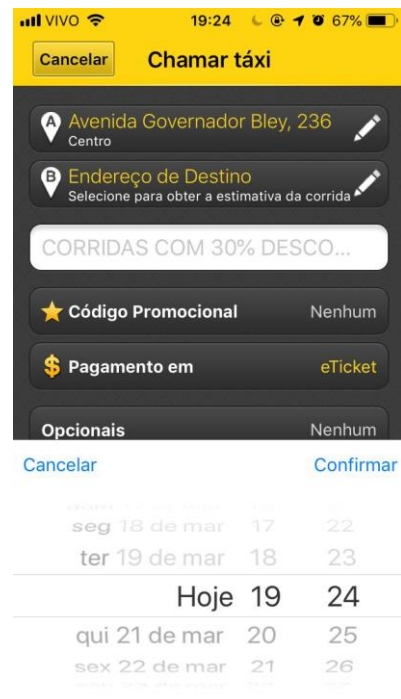 VIVO 19:24 67%
Cancelar Chamar táxi
A Avenida Governador Bley, 236
Centro
B Endereço de Destino
Selecione para obter a estimativa da corrida
CORRIDAS COM 30% DESCO...
Código Promocional Nenhum
$ Pagamento em eTicket
Opcionais Nenhum
Cancelar Confirmar
seg 18 de mar 17 22
ter 19 de mar 18 23
Hoje 19 24
qui 21 de mar 20 25
sex 22 de mar 21 26